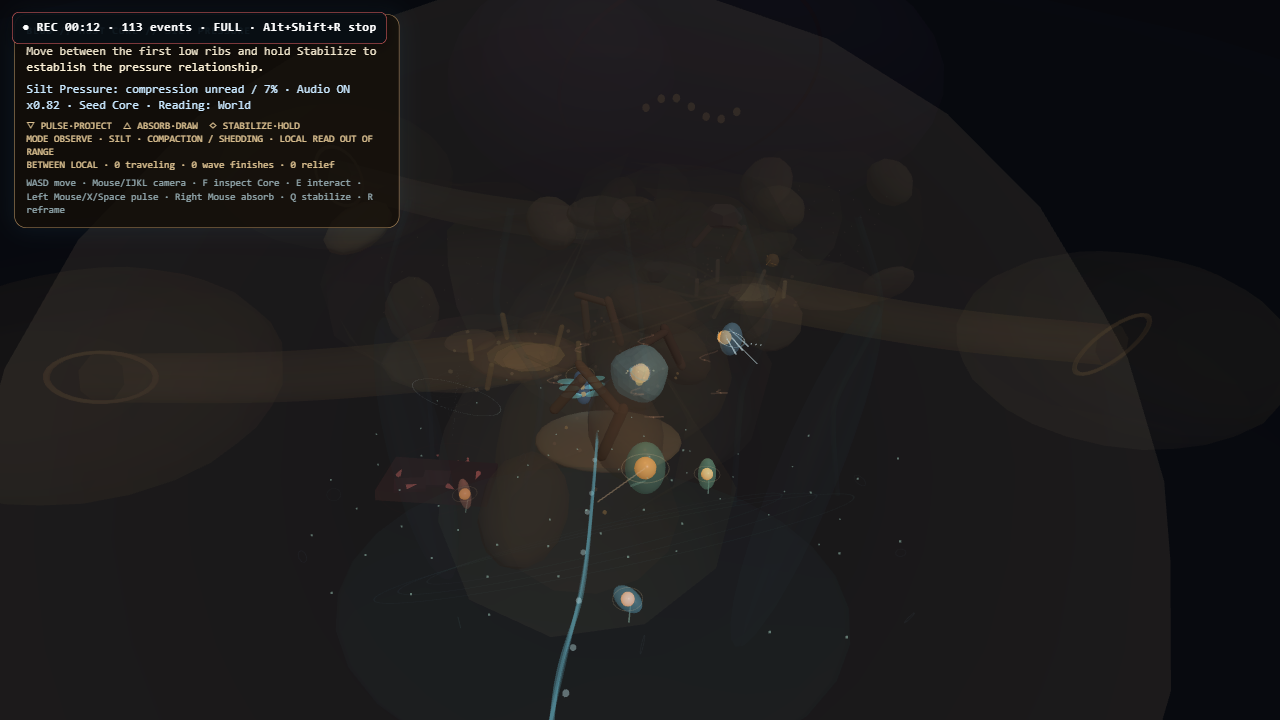 ● REC 00:12 · 113 events · FULL · Alt+Shift+R stop
Move between the first low ribs and hold Stabilize to
establish the pressure relationship.
Silt Pressure: compression unread / 7% · Audio ON
x0.82 · Seed Core · Reading: World
▽ PULSE·PROJECT △ ABSORB·DRAW ◇ STABILIZE·HOLD
MODE OBSERVE · SILT · COMPACTION / SHEDDING · LOCAL READ OUT OF
RANGE
BETWEEN LOCAL · 0 traveling · 0 wave finishes · 0 relief
WASD move · Mouse/IJKL camera · F inspect Core · E interact ·
Left Mouse/X/Space pulse · Right Mouse absorb · Q stabilize · R
reframe